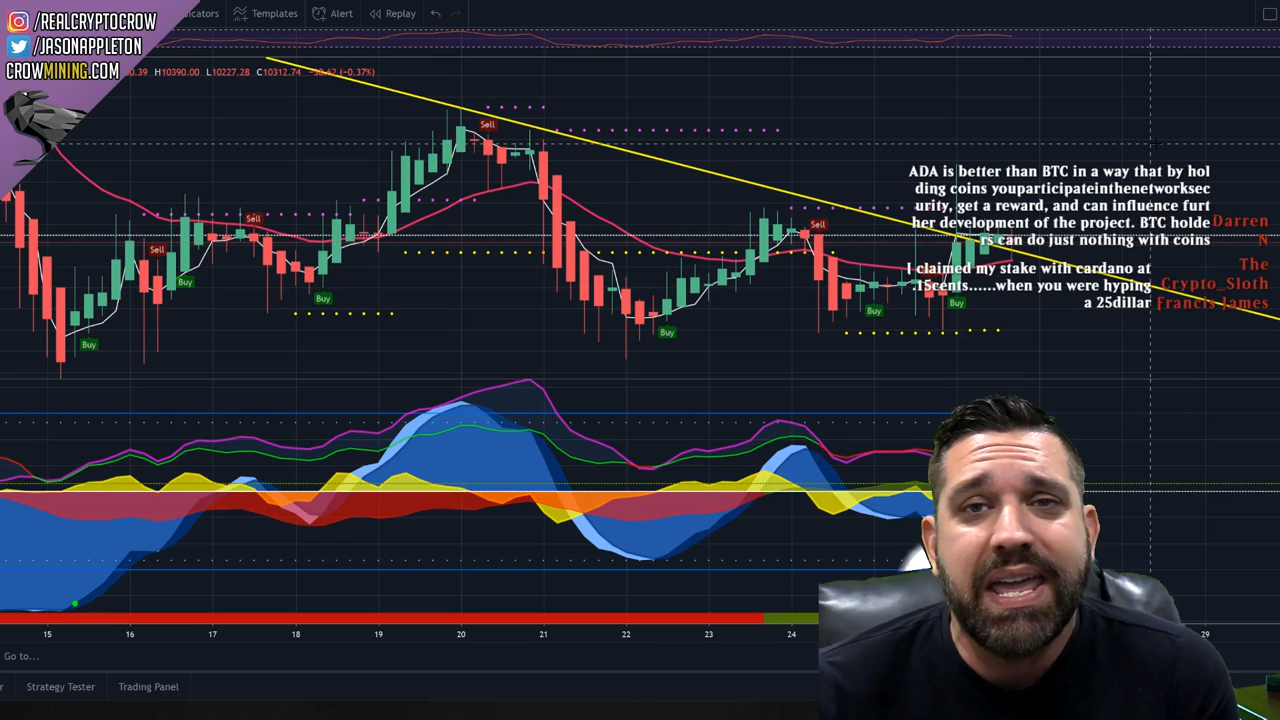 /REALCRYPTOCROW
/JASONAPPLETON
CROWMINING.COM
Templates
Alert
Replay
H10390.00 L10227.28 C10312.74 -38.62 (-0.37%)
ADA is better than BTC in a way that by hol
ding coins youparticipateinthenetworksec
urity, get a reward, and can influence furt
her development of the project. BTC holde
rs can do just nothing with coins
Darren
N
I claimed my stake with cardano at
.15cents......when you were hyping
a 25dillar
The
Crypto_Sloth
Francis James
Sell
Sell
Sell
Sell
Buy
Buy
Buy
Buy
Buy
Buy
15 16 17 18 19 20 21 22 23 24 29
Go to...
Strategy Tester
Trading Panel